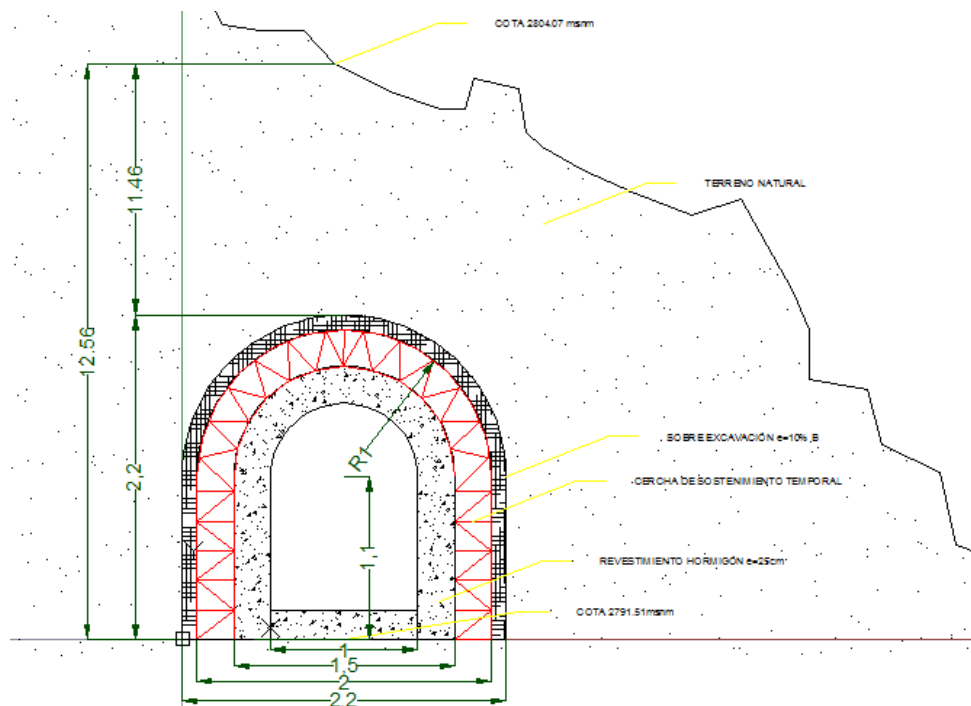 COTA 2804.07 msnm
11.46
TERRENO NATURAL
12.56
R1
SOBRE EXCAVACIÓN e=10% ,B
2,2
CERCHA DE SOSTENIMIENTO TEMPORAL
1,1
REVESTIMIENTO HORMIGÓN e=25cm
COTA 2791.51msnm
1
1,5
2
2,2